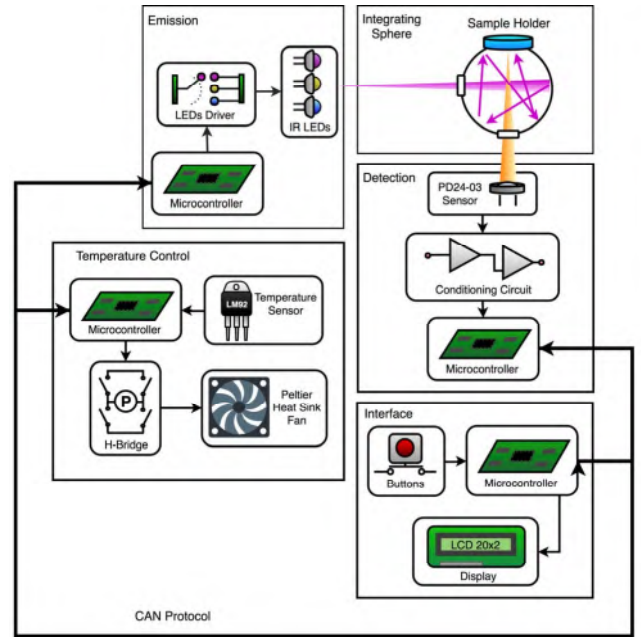 Emission
LEDs Driver
IR LEDs
Microcontroller
Integrating
Sphere
Sample Holder
Detection
PD24-03
Sensor
Conditioning Circuit
Microcontroller
Temperature Control
Microcontroller
LM92
Temperature
Sensor
P
H-Bridge
Peltier
Heat Sink
Fan
Interface
Buttons
Microcontroller
LCD 20x2
Display
CAN Protocol